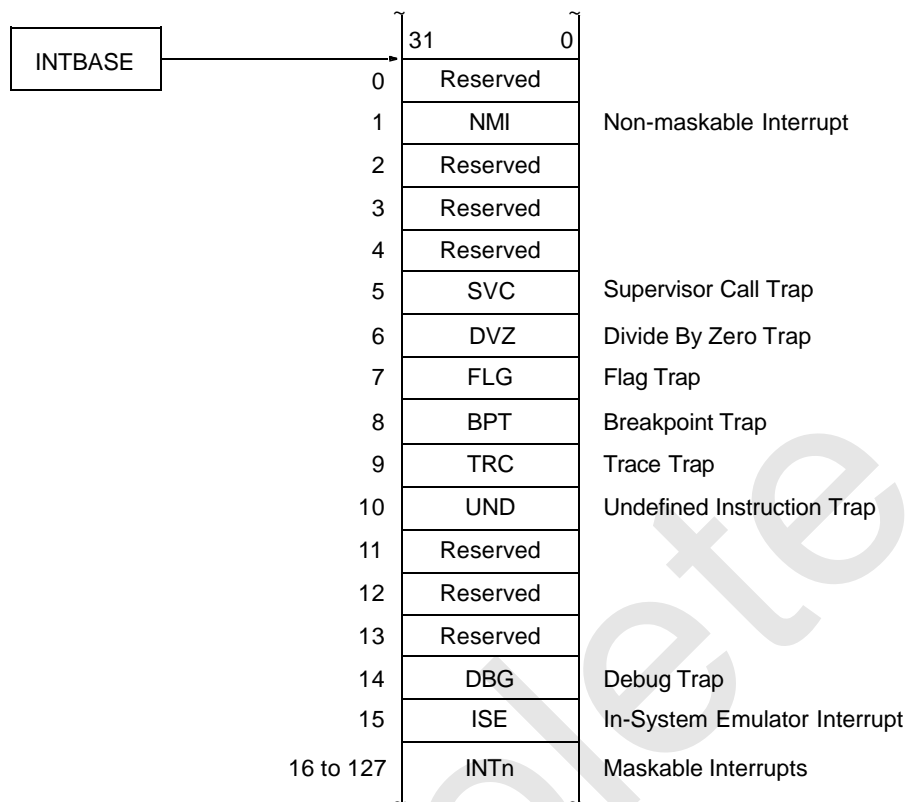 31 0
INTBASE
0 Reserved
1 NMI Non-maskable Interrupt
2 Reserved
3 Reserved
4 Reserved
5 SVC Supervisor Call Trap
6 DVZ Divide By Zero Trap
7 FLG Flag Trap
8 BPT Breakpoint Trap
9 TRC Trace Trap
10 UND Undefined Instruction Trap
11 Reserved
12 Reserved
13 Reserved
14 DBG Debug Trap
15 ISE In-System Emulator Interrupt
16 to 127 INTn Maskable Interrupts
lete